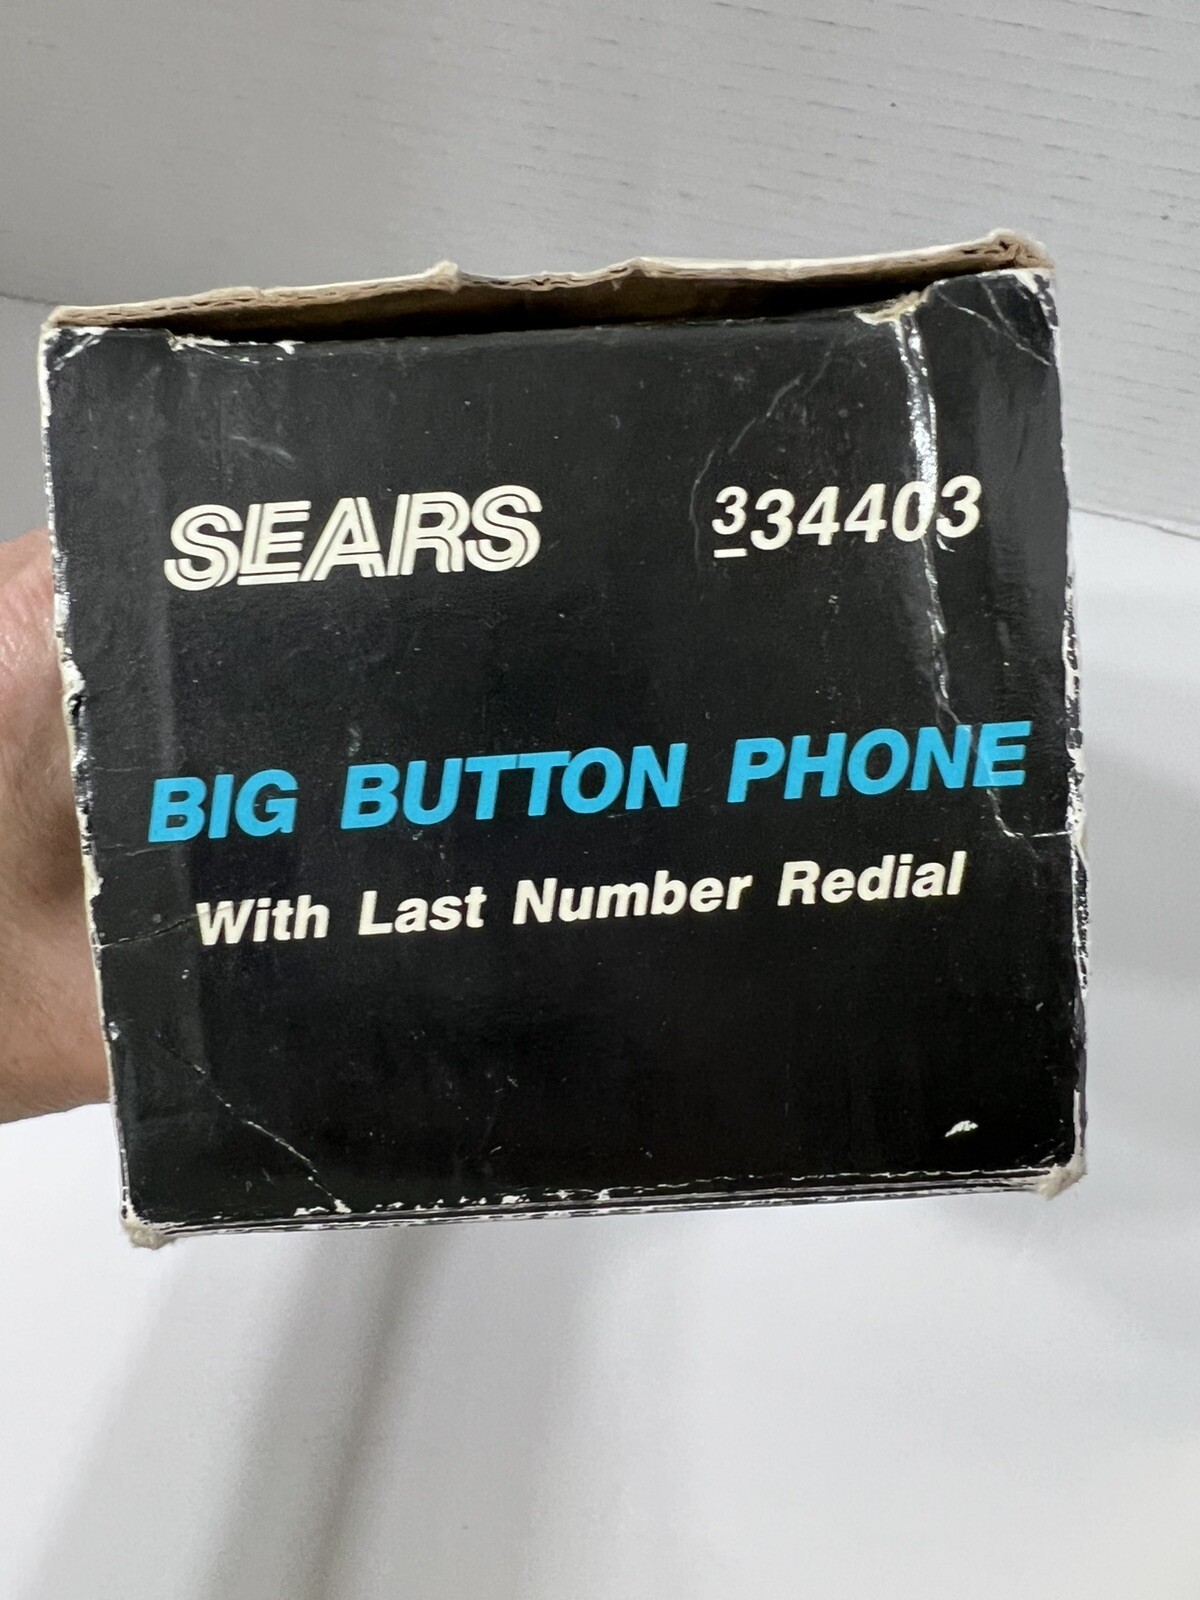 SEARS 334403
BIG BUTTON PHONE
With Last Number Redial